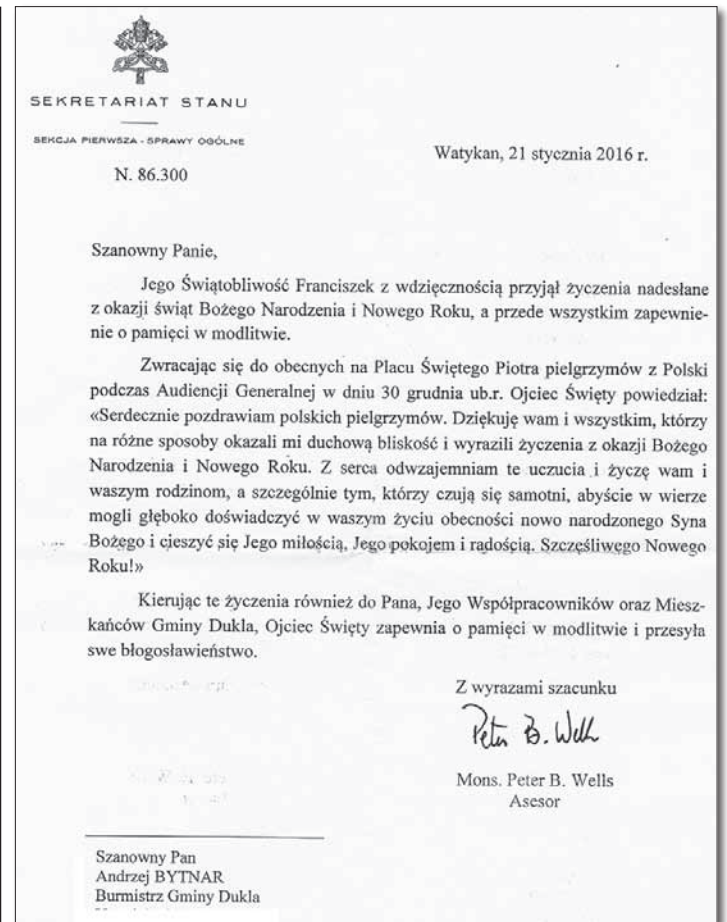 SEKRETARIAT STANU
SEKCJA PIERWSZA - SPRAWY OGÓLNE
N. 86.300
Watykan, 21 stycznia 2016 r.
Szanowny Panie,
Jego Świątobliwość Franciszek z wdzięcznością przyjął życzenia nadesłane
z okazji świąt Bożego Narodzenia i Nowego Roku, a przede wszystkim zapewnie-
nie o pamięci w modlitwie.
Zwracając się do obecnych na Placu Świętego Piotra pielgrzymów z Polski
podczas Audiencji Generalnej w dniu 30 grudnia ub.r. Ojciec Święty powiedział:
«Serdecznie pozdrawiam polskich pielgrzymów. Dziękuję wam i wszystkim, którzy
na różne sposoby okazali mi duchową bliskość i wyrazili życzenia z okazji Bożego
Narodzenia i Nowego Roku. Z serca odwzajemniam te uczucia i życzę wam i
waszym rodzinom, a szczególnie tym, którzy czują się samotni, abyście w wierze
mogli głęboko doświadczyć w waszym życiu obecności nowo narodzonego Syna
Bożego i cieszyć się Jego miłością, Jego pokojem i radością. Szczęśliwego Nowego
Roku!»
Kierując te życzenia również do Pana, Jego Współpracowników oraz Miesz-
kańców Gminy Dukla, Ojciec Święty zapewnia o pamięci w modlitwie i przesyła
swe błogosławieństwo.
Z wyrazami szacunku
Peter B. Wells
Mons. Peter B. Wells
Asesor
Szanowny Pan
Andrzej BYTNAR
Burmistrz Gminy Dukla